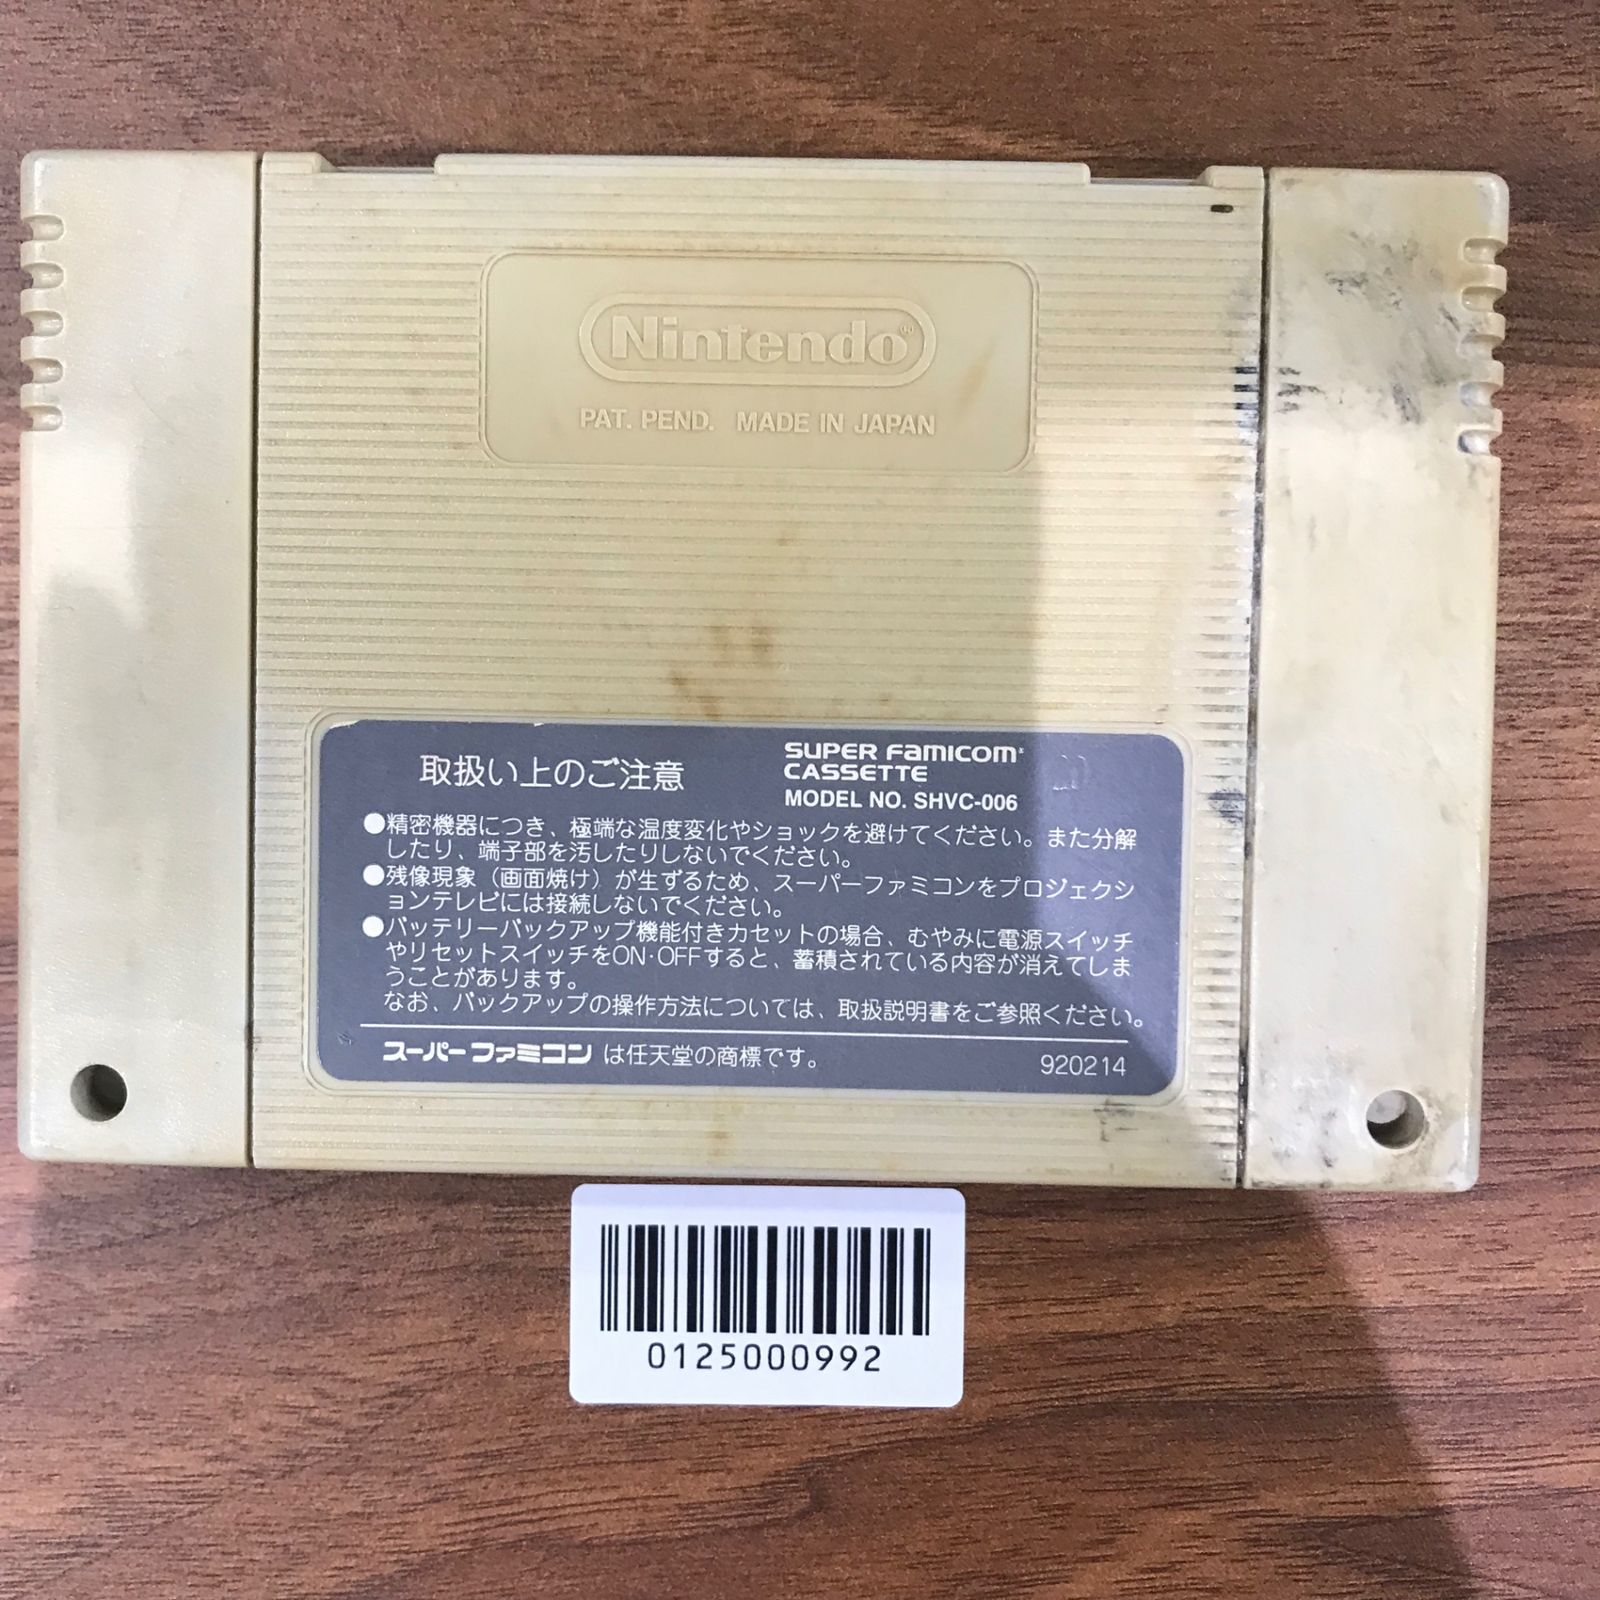 Nintendo®
PAT. PEND. MADE IN JAPAN
取扱い上のご注意
SUPER FAMICOM
CASSETTE
MODEL NO. SHVC-006
●精密機器につき、極端な温度変化やショックを避けてください。また分解
したり、端子部を汚したりしないでください。
●残像現象（画面焼け）が生ずるため、スーパーファミコンをプロジェクシ
ョンテレビには接続しないでください。
●バッテリーバックアップ機能付きカセットの場合、むやみに電源スイッチ
やリセットスイッチをON・OFFすると、蓄積されている内容が消えてしま
うことがあります。
なお、バックアップの操作方法については、取扱説明書をご参照ください。
スーパーファミコンは任天堂の商標です。
920214
0125000992